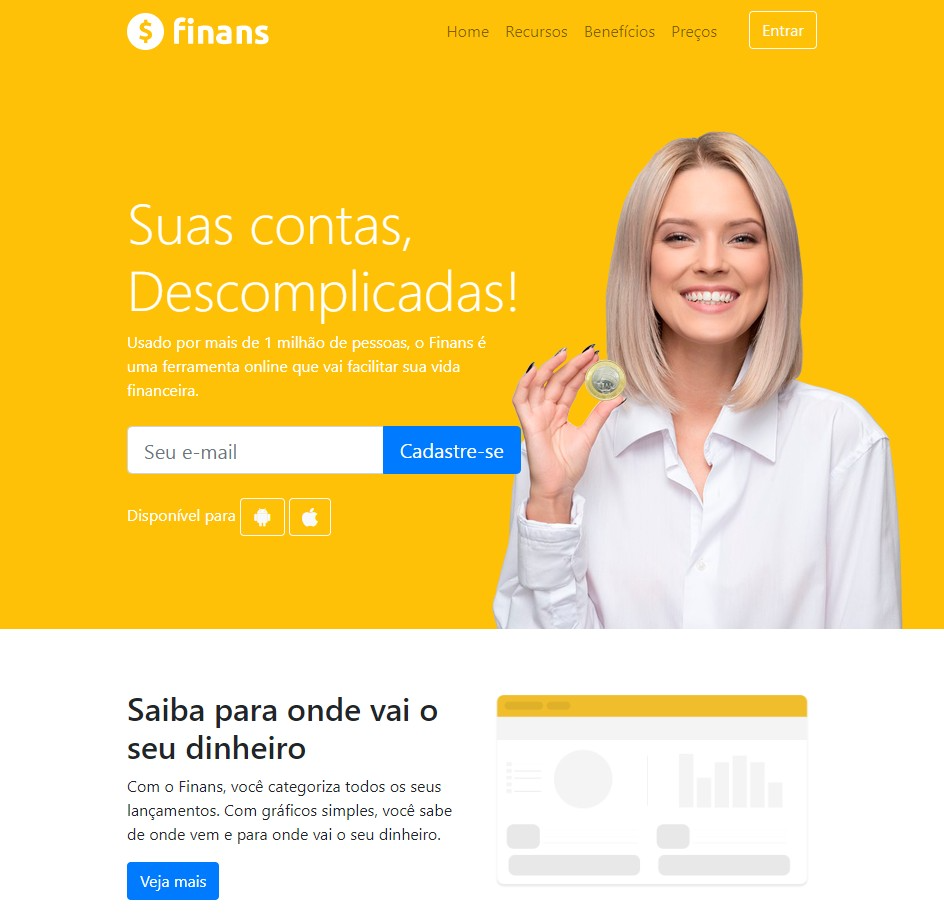 $ finans
Home Recursos Benefícios Preços Entrar
Suas contas,
Descomplicadas!
Usado por mais de 1 milhão de pessoas, o Finans é
uma ferramenta online que vai facilitar sua vida
financeira.
Seu e-mail Cadastre-se
Disponível para
Saiba para onde vai o
seu dinheiro
Com o Finans, você categoriza todos os seus
lançamentos. Com gráficos simples, você sabe
de onde vem e para onde vai o seu dinheiro.
Veja mais